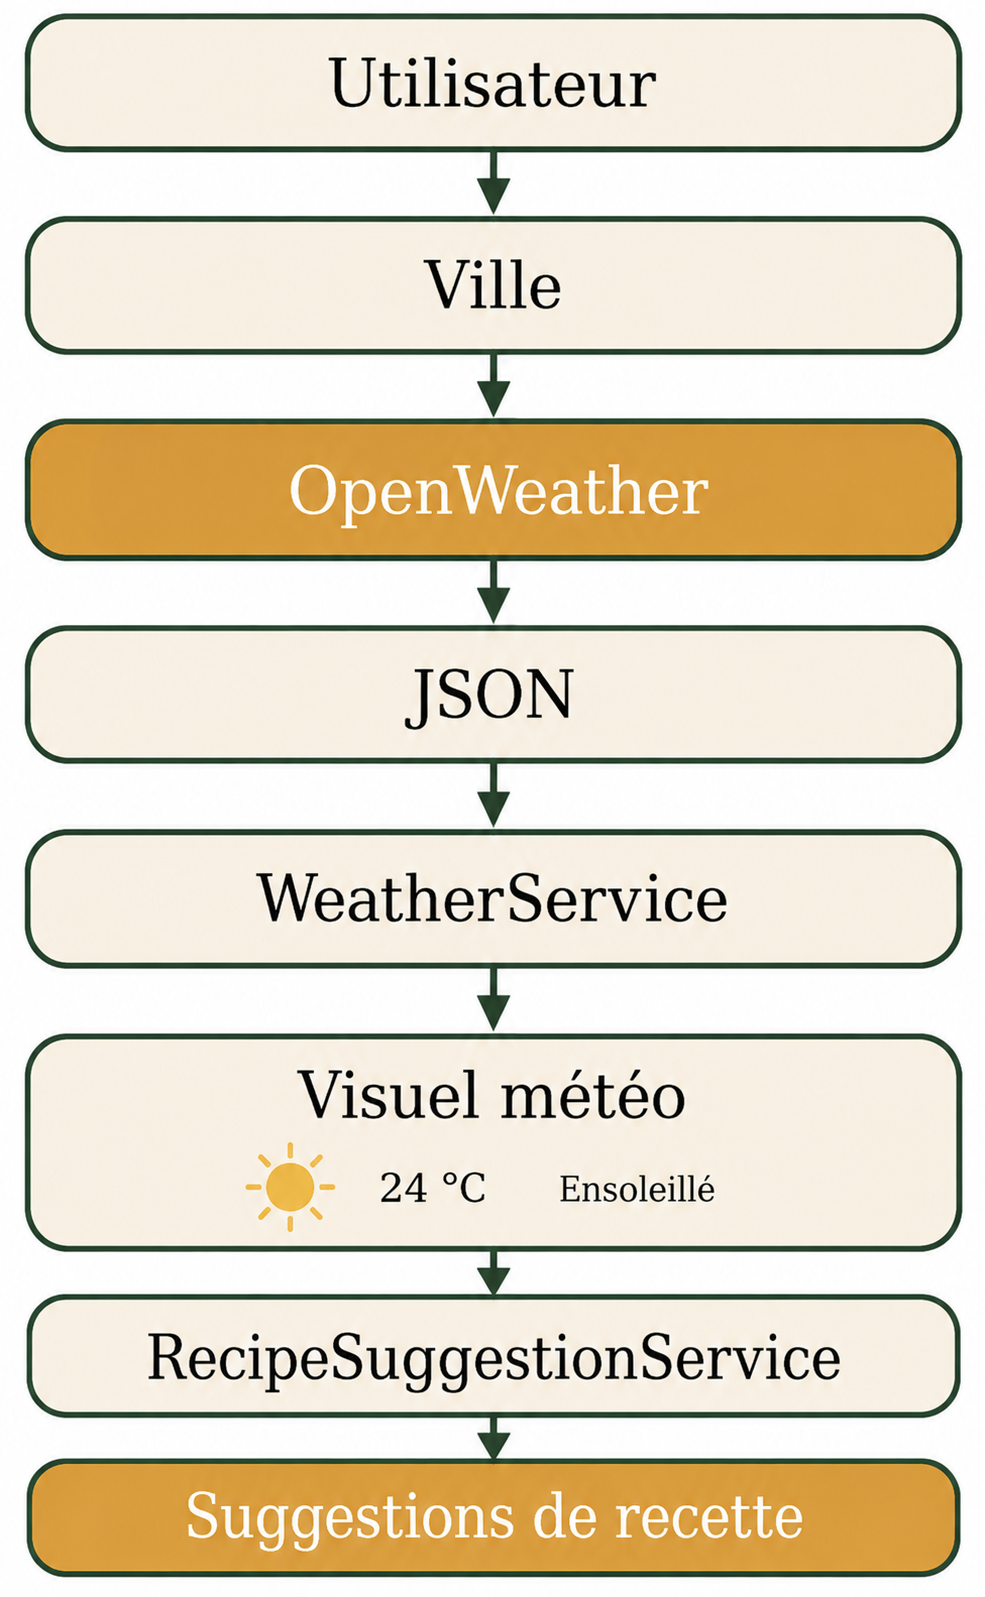 Utilisateur
Ville
OpenWeather
JSON
WeatherService
Visuel météo
24 °C Ensoleillé
RecipeSuggestionService
Suggestions de recette